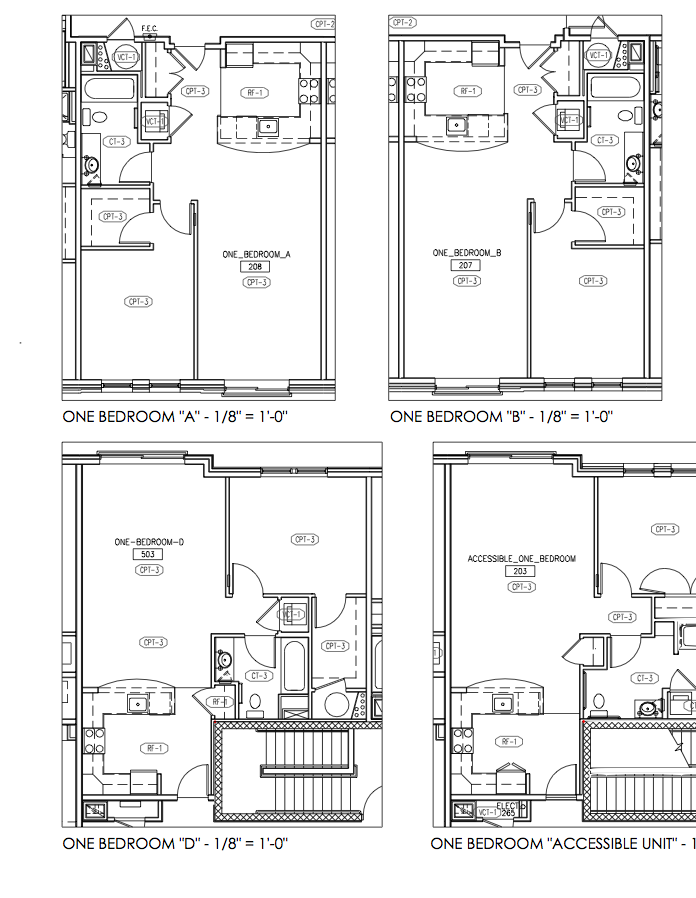 F.E.C.
CPT-2
VCT-1
CPT-3
RF-1
VCT-1
CT-3
CPT-3
ONE_BEDROOM_A
208
CPT-3
CPT-3
ONE BEDROOM "A" - 1/8" = 1'-0"
CPT-2
VCT-1
RF-1
CPT-3
VCT-1
CT-3
CPT-3
ONE_BEDROOM_B
207
CPT-3
CPT-3
ONE BEDROOM "B" - 1/8" = 1'-0"
ONE-BEDROOM-D
503
CPT-3
CPT-3
VCT-1
CPT-3
CPT-3
CT-3
RF-1
RF-1
ONE BEDROOM "D" - 1/8" = 1'-0"
CPT-3
ACCESSIBLE_ONE_BEDROOM
203
CPT-3
CPT-3
CT-3
RF-1
ELECT
VCT-1 265
ONE BEDROOM "ACCESSIBLE UNIT" - 1